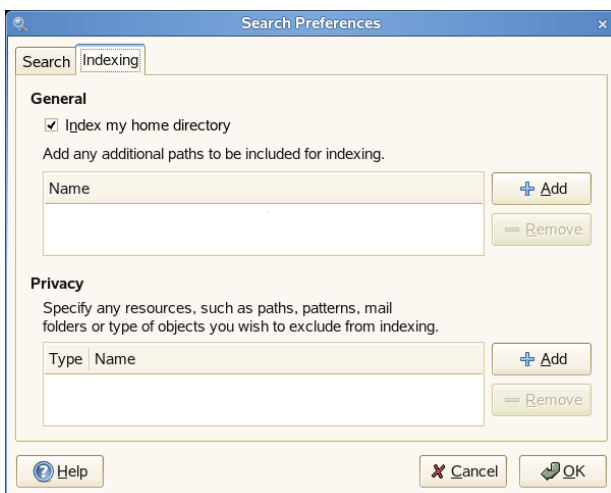 Search Preferences
Search Indexing
General
Index my home directory
Add any additional paths to be included for indexing.
Name
Add
Remove
Privacy
Specify any resources, such as paths, patterns, mail
folders or type of objects you wish to exclude from indexing.
Type Name
Add
Remove
Help Cancel OK